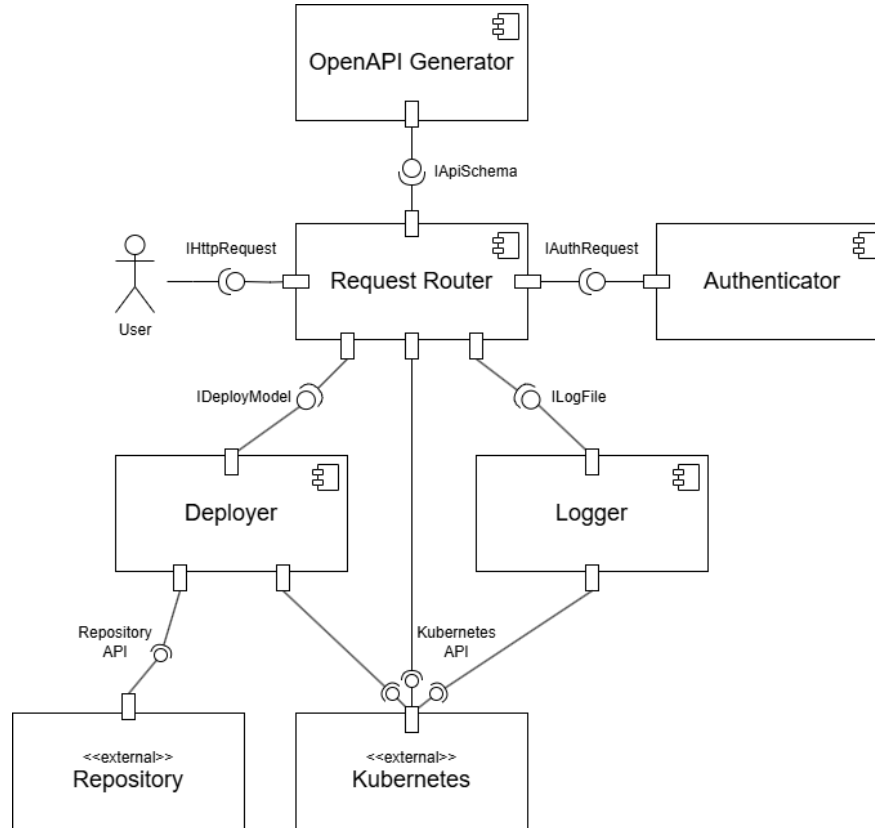 OpenAPI Generator
IApiSchema
IHttpRequest
Request Router
IAuthRequest
Authenticator
User
IDeployModel
ILogFile
Deployer
Logger
Repository
API
Kubernetes
API
<<external>>
Repository
<<external>>
Kubernetes